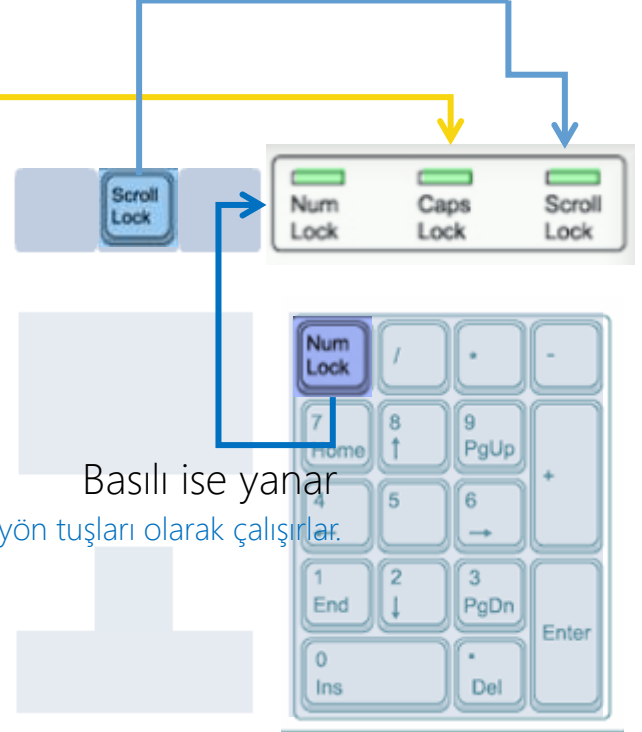 Scroll
Lock
Num
Lock
Caps
Lock
Scroll
Lock
Num
Lock
/
*
-
7
Home
8
↑
9
PgUp
+
Basılı ise yanar
4
←
5
6
→
yön tuşları olarak çalışırlar.
1
End
2
↓
3
PgDn
Enter
0
Ins
.
Del